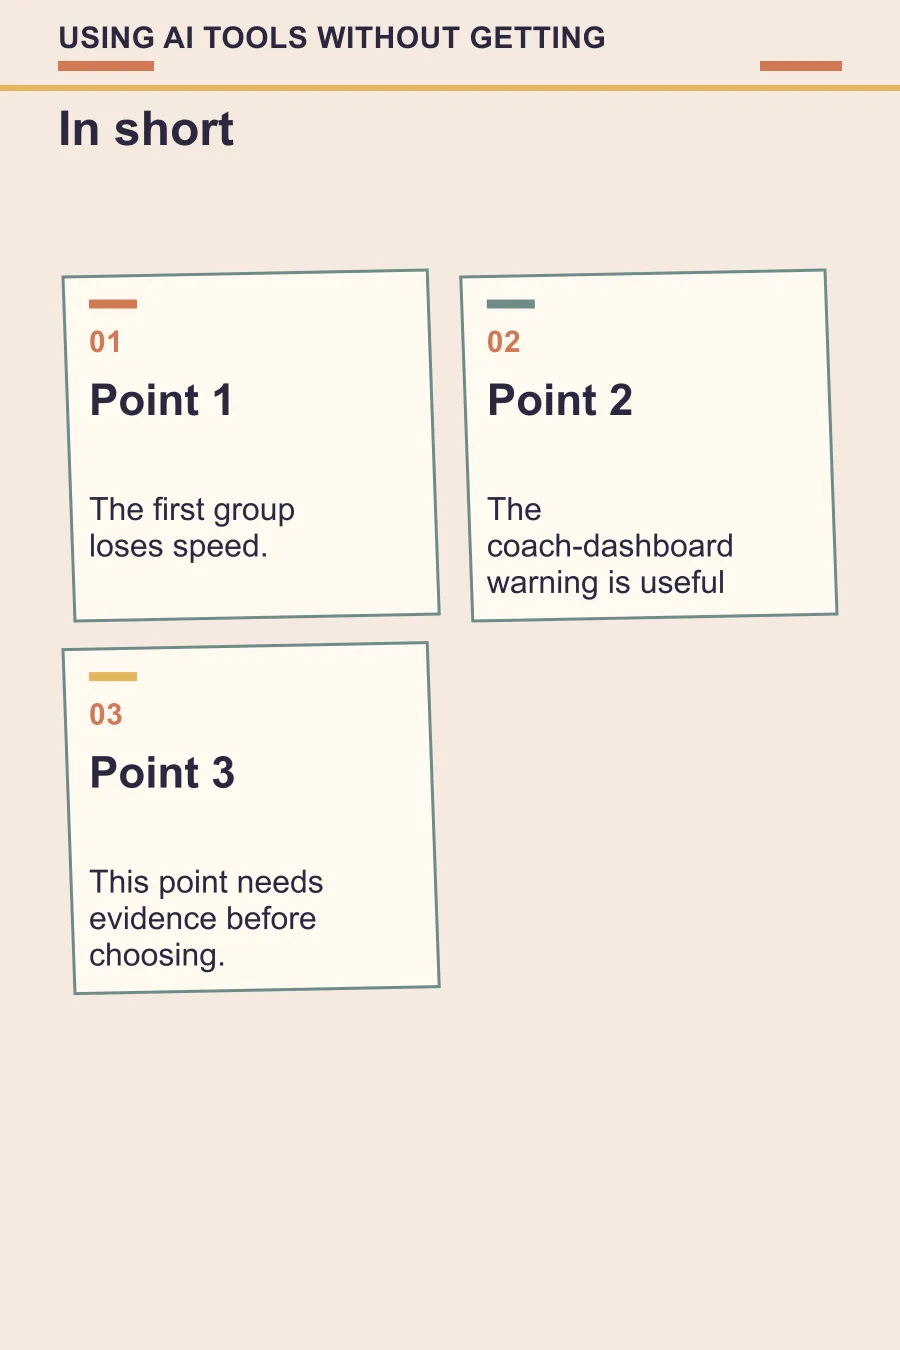 USING AI TOOLS WITHOUT GETTING
In short
01
Point 1
The first group
loses speed.
02
Point 2
The
coach-dashboard
warning is useful
03
Point 3
This point needs
evidence before
choosing.